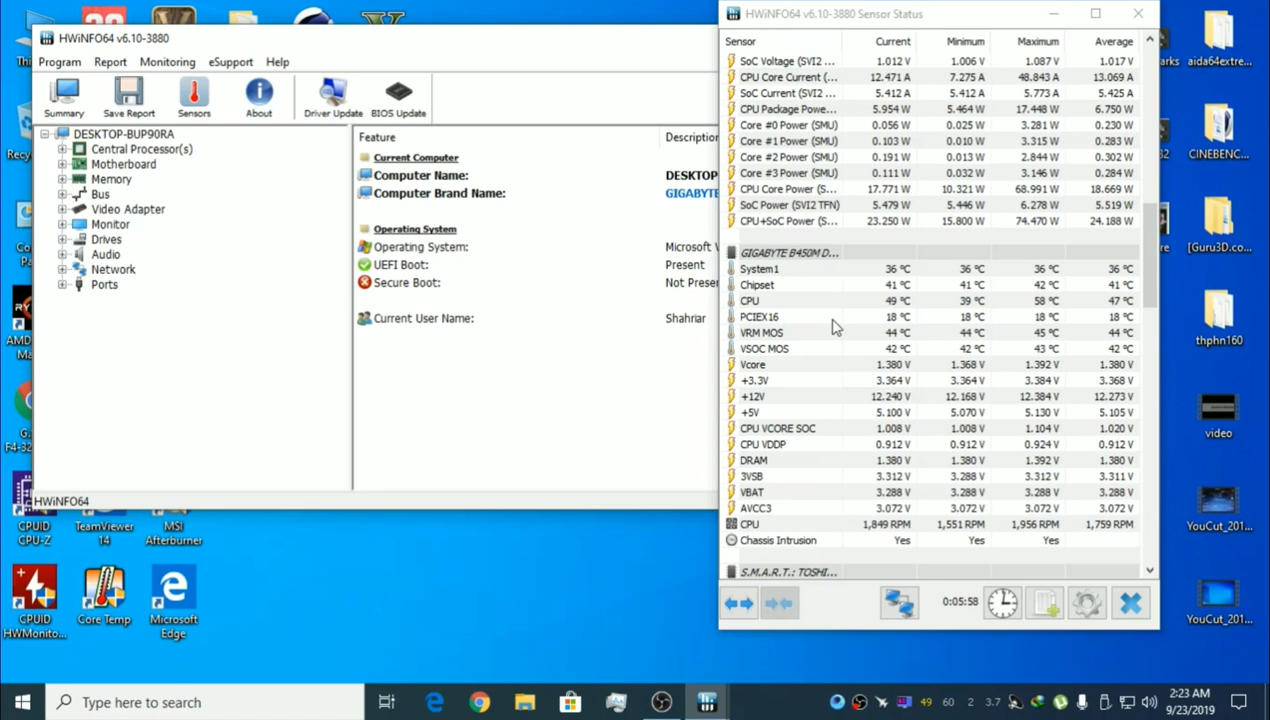 HWiNFO64 v6.10-3880
Program Report Monitoring eSupport Help
Summary Save Report Sensors About Driver Update BIOS Update
DESKTOP-BUP90RA
Central Processor(s)
Motherboard
Memory
Bus
Video Adapter
Monitor
Drives
Audio
Network
Ports
Feature Description
Current Computer
Computer Name: DESKTOP
Computer Brand Name: GIGABYTE
Operating System
Operating System: Microsoft
UEFI Boot: Present
Secure Boot: Not Present
Current User Name: Shahriar
HWiNFO64
HWiNFO64 v6.10-3880 Sensor Status
Sensor Current Minimum Maximum Average
SoC Voltage (SVI2 ... 1.012 V 1.006 V 1.087 V 1.017 V
CPU Core Current (... 12.471 A 7.275 A 48.843 A 13.069 A
SoC Current (SVI2 ... 5.412 A 5.412 A 5.773 A 5.425 A
CPU Package Powe... 5.954 W 5.464 W 17.448 W 6.750 W
Core #0 Power (SMU) 0.056 W 0.025 W 3.281 W 0.230 W
Core #1 Power (SMU) 0.103 W 0.010 W 3.315 W 0.283 W
Core #2 Power (SMU) 0.191 W 0.013 W 2.844 W 0.302 W
Core #3 Power (SMU) 0.111 W 0.032 W 3.146 W 0.284 W
CPU Core Power (S... 17.771 W 10.321 W 68.991 W 18.669 W
SoC Power (SVI2 TFN) 5.479 W 5.446 W 6.278 W 5.519 W
CPU+SoC Power (S... 23.250 W 15.800 W 74.470 W 24.188 W
GIGABYTE B450M D...
System1 36 °C 36 °C 36 °C 36 °C
Chipset 41 °C 41 °C 42 °C 41 °C
CPU 49 °C 39 °C 58 °C 47 °C
PCIEX16 18 °C 18 °C 18 °C 18 °C
VRM MOS 44 °C 44 °C 45 °C 44 °C
VSOC MOS 42 °C 42 °C 43 °C 42 °C
Vcore 1.380 V 1.368 V 1.392 V 1.380 V
+3.3V 3.364 V 3.364 V 3.384 V 3.368 V
+12V 12.240 V 12.168 V 12.384 V 12.273 V
+5V 5.100 V 5.070 V 5.130 V 5.105 V
CPU VCORE SOC 1.008 V 1.008 V 1.104 V 1.020 V
CPU VDDP 0.912 V 0.912 V 0.924 V 0.912 V
DRAM 1.380 V 1.380 V 1.392 V 1.380 V
3VSB 3.312 V 3.288 V 3.312 V 3.311 V
VBAT 3.288 V 3.288 V 3.288 V 3.288 V
AVCC3 3.072 V 3.072 V 3.072 V 3.072 V
CPU 1,849 RPM 1,551 RPM 1,956 RPM 1,759 RPM
Chassis Intrusion Yes Yes Yes
S.M.A.R.T.: TOSHI...
0:05:58
aida64extre...
CINEBENC...
[Guru3D.co...
thphn160
video
YouCut_201...
YouCut_201...
CPUID CPU-Z
TeamViewer 14
MSI Afterburner
CPUID HWMonito...
Core Temp
Microsoft Edge
Type here to search
49 60 2 3.7
2:23 AM
9/23/2019